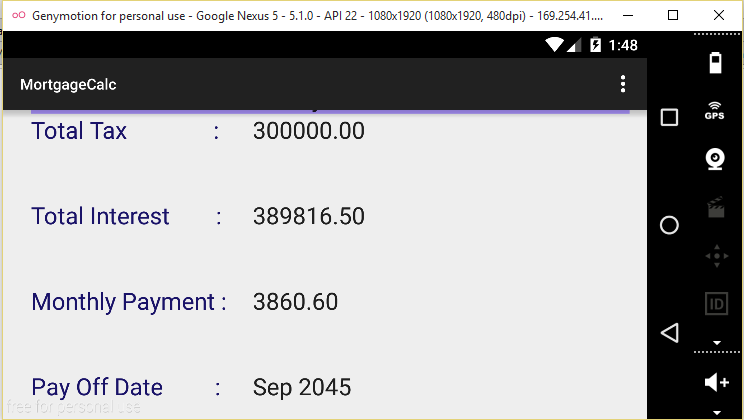 Genymotion for personal use - Google Nexus 5 - 5.1.0 - API 22 - 1080x1920 (1080x1920, 480dpi) - 169.254.41....
1:48
MortgageCalc
GPS
Total Tax : 300000.00
Total Interest : 389816.50
Monthly Payment : 3860.60
ID
Pay Off Date : Sep 2045
free for personal use